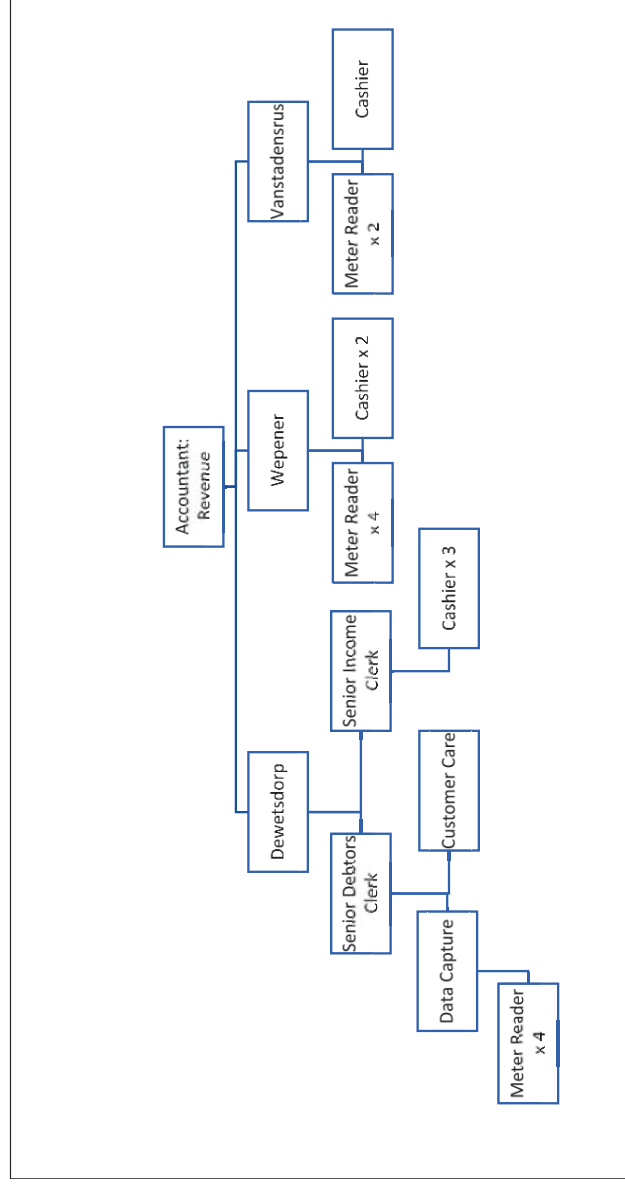 Accountant:
Revenue
Dewetsdorp
Wepener
Vanstadensrus
Senior Debtors
Clerk
Senior Income
Clerk
Meter Reader
x 4
Cashier x 2
Meter Reader
x 2
Cashier
Data Capture
Customer Care
Cashier x 3
Meter Reader
x 4